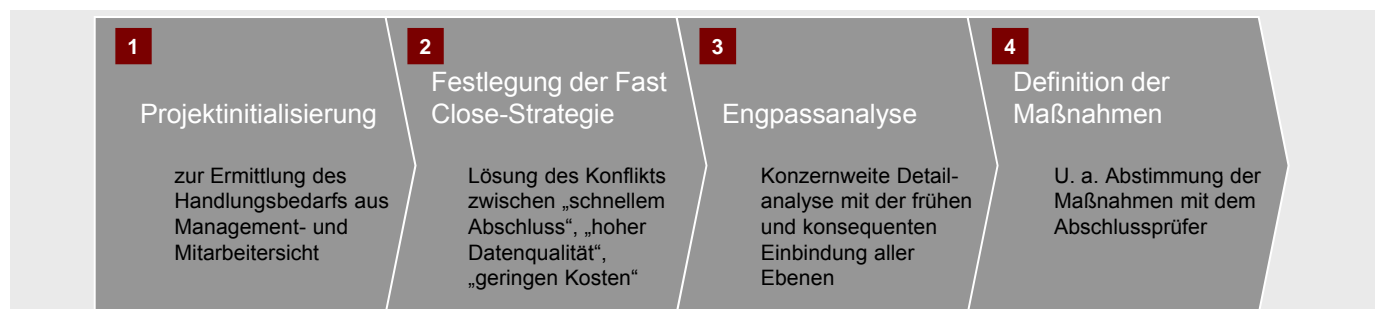 1
Projektinitialisierung
zur Ermittlung des
Handlungsbedarfs aus
Management- und
Mitarbeitersicht
2
Festlegung der Fast
Close-Strategie
Lösung des Konflikts
zwischen „schnellem
Abschluss“, „hoher
Datenqualität“,
„geringen Kosten“
3
Engpassanalyse
Konzernweite Detail-
analyse mit der frühen
und konsequenten
Einbindung aller
Ebenen
4
Definition der
Maßnahmen
U. a. Abstimmung der
Maßnahmen mit dem
Abschlussprüfer